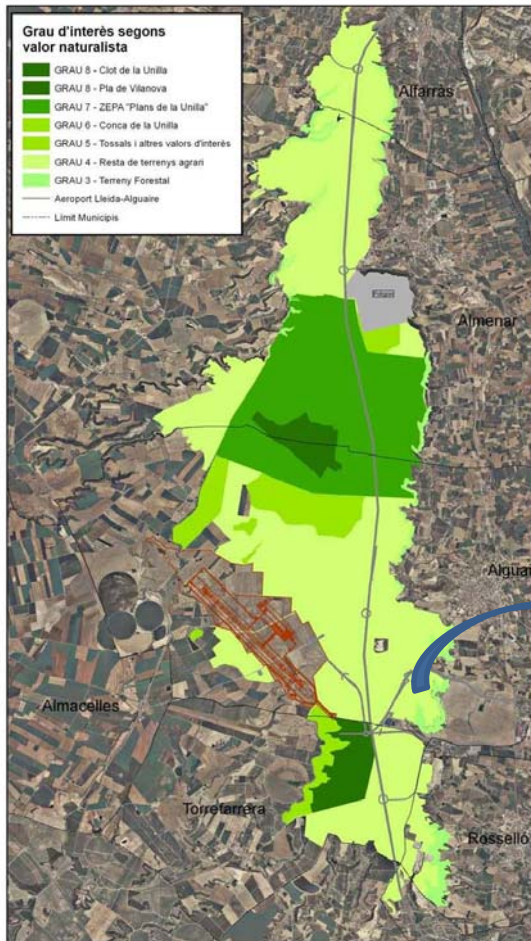 Grau d'interès segons
valor naturalista
GRAU 8 - Clot de la Unilla
GRAU 8 - Pla de Vilanova
GRAU 7 - ZEPA "Plans de la Unilla"
GRAU 6 - Conca de la Unilla
GRAU 5 - Tossals i altres valors d'interès
GRAU 4 - Resta de terrenys agrari
GRAU 3 - Terreny Forestal
Aeroport Lleida-Alguaire
Límit Municipis
Alfarràs
Almenar
Alguai
Almacelles
Torrefarrera
Rosselló